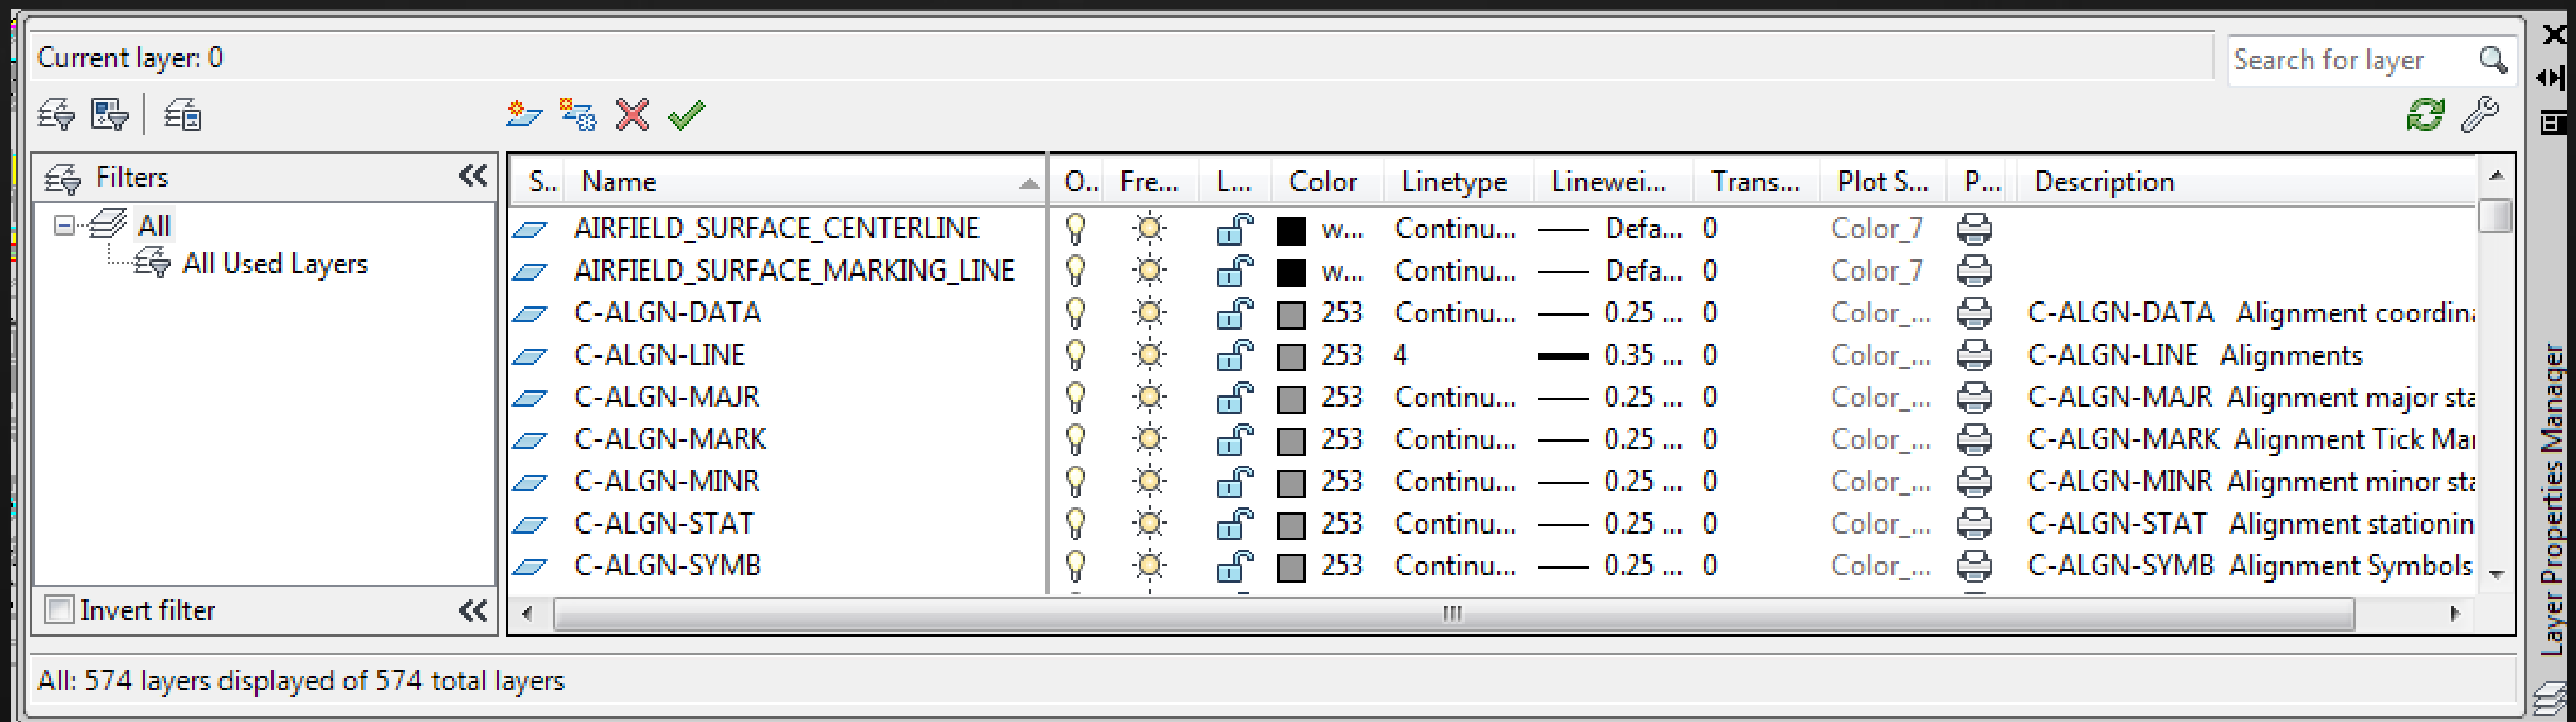 Current layer: 0
Search for layer
Filters
All
All Used Layers
Invert filter
S.. Name O.. Fre... L... Color Linetype Linewei... Trans... Plot S... P... Description
AIRFIELD_SURFACE_CENTERLINE w... Continu... Defa... 0 Color_7
AIRFIELD_SURFACE_MARKING_LINE w... Continu... Defa... 0 Color_7
C-ALGN-DATA 253 Continu... 0.25 ... 0 Color_... C-ALGN-DATA Alignment
C-ALGN-LINE 253 4 0.35 ... 0 Color_... C-ALGN-LINE Alignments
C-ALGN-MAJR 253 Continu... 0.25 ... 0 Color_... C-ALGN-MAJR Alignment major
C-ALGN-MARK 253 Continu... 0.25 ... 0 Color_... C-ALGN-MARK Alignment Tick
C-ALGN-MINR 253 Continu... 0.25 ... 0 Color_... C-ALGN-MINR Alignment minor
C-ALGN-STAT 253 Continu... 0.25 ... 0 Color_... C-ALGN-STAT Alignment stationin
C-ALGN-SYMB 253 Continu... 0.25 ... 0 Color_... C-ALGN-SYMB Alignment Symbols
All: 574 layers displayed of 574 total layers
Layer Properties Manager